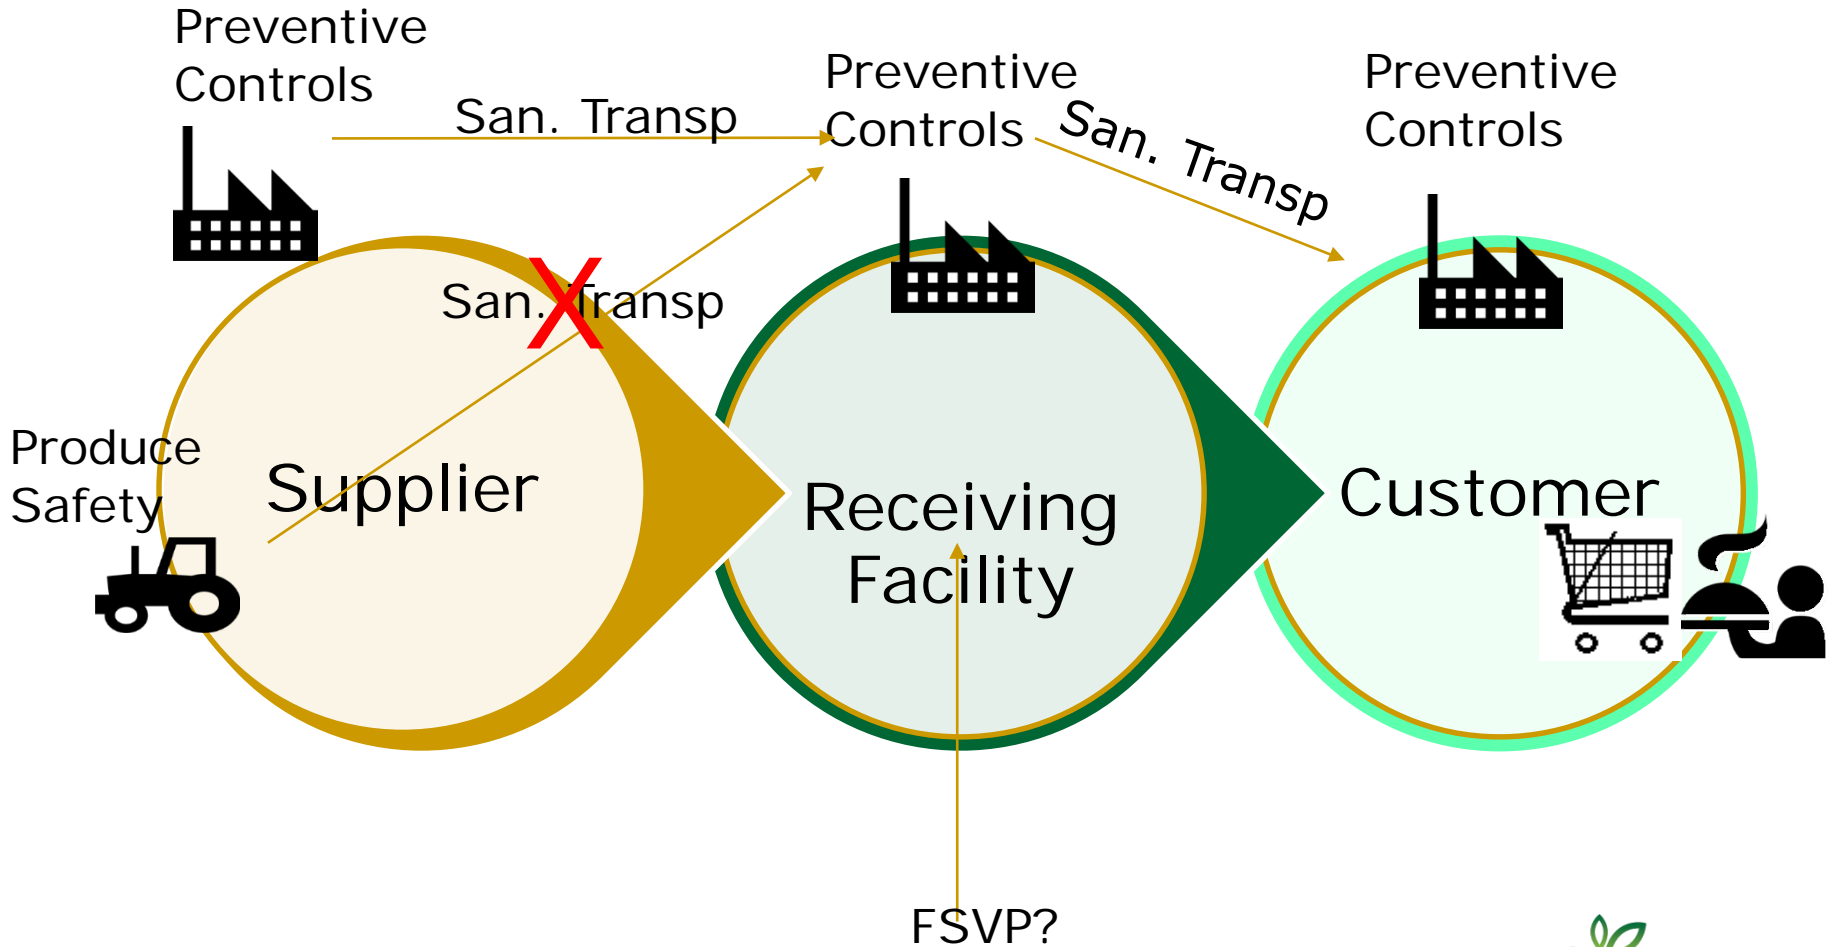 Preventive
Controls
San. Transp
Preventive
Controls
San. Transp
Preventive
Controls
San. Transp
X
Produce
Safety
Supplier
Receiving
Facility
Customer
FSVP?